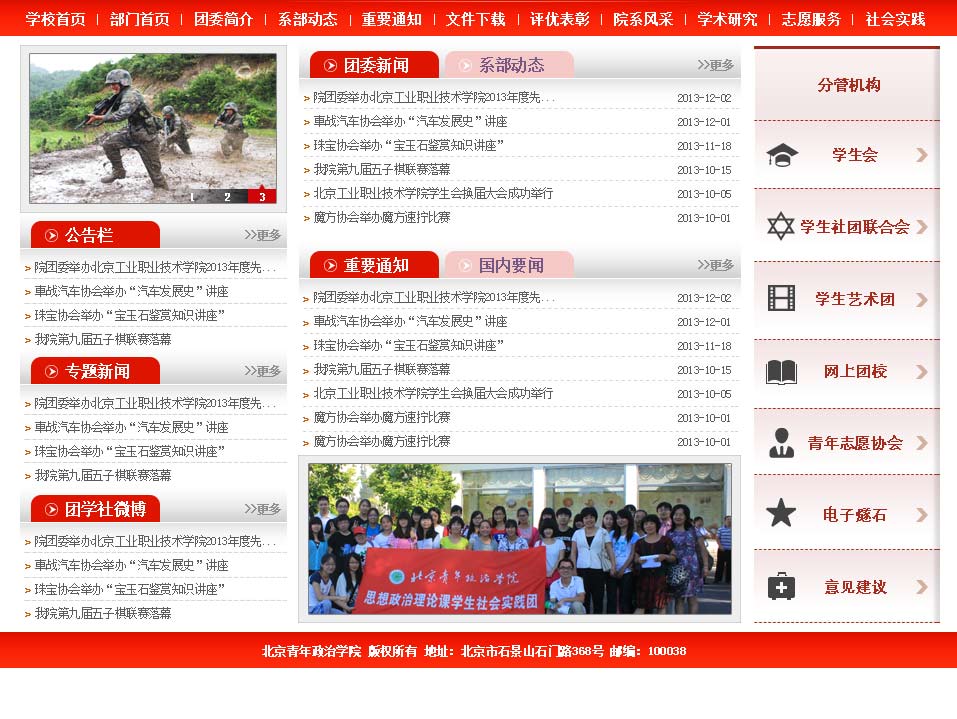 学校首页 | 部门首页 | 团委简介 | 系部动态 | 重要通知 | 文件下载 | 评优表彰 | 院系风采 | 学术研究 | 志愿服务 | 社会实践
1 2 3
公告栏 >>更多
> 院团委举办北京工业职业技术学院2013年度先...
> 車战汽车协会举办“汽车发展史”讲座
> 珠宝协会举办“宝玉石鉴赏知识讲座”
> 我院第九届五子棋联赛落幕
专题新闻 >>更多
> 院团委举办北京工业职业技术学院2013年度先...
> 車战汽车协会举办“汽车发展史”讲座
> 珠宝协会举办“宝玉石鉴赏知识讲座”
> 我院第九届五子棋联赛落幕
团学社微博 >>更多
> 院团委举办北京工业职业技术学院2013年度先...
> 車战汽车协会举办“汽车发展史”讲座
> 珠宝协会举办“宝玉石鉴赏知识讲座”
> 我院第九届五子棋联赛落幕
团委新闻 系部动态 >>更多
> 院团委举办北京工业职业技术学院2013年度先... 2013-12-02
> 車战汽车协会举办“汽车发展史”讲座 2013-12-01
> 珠宝协会举办“宝玉石鉴赏知识讲座” 2013-11-18
> 我院第九届五子棋联赛落幕 2013-10-15
> 北京工业职业技术学院学生会换届大会成功举行 2013-10-05
> 魔方协会举办魔方速拧比赛 2013-10-01
重要通知 国内要闻 >>更多
> 院团委举办北京工业职业技术学院2013年度先... 2013-12-02
> 車战汽车协会举办“汽车发展史”讲座 2013-12-01
> 珠宝协会举办“宝玉石鉴赏知识讲座” 2013-11-18
> 我院第九届五子棋联赛落幕 2013-10-15
> 北京工业职业技术学院学生会换届大会成功举行 2013-10-05
> 魔方协会举办魔方速拧比赛 2013-10-01
> 魔方协会举办魔方速拧比赛 2013-10-01
北京青年政治学院
思想政治理论课学生社会实践团
分管机构
学生会
学生社团联合会
学生艺术团
网上团校
青年志愿协会
电子燧石
意见建议
北京青年政治学院 版权所有 地址：北京市石景山石门路368号 邮编：100038